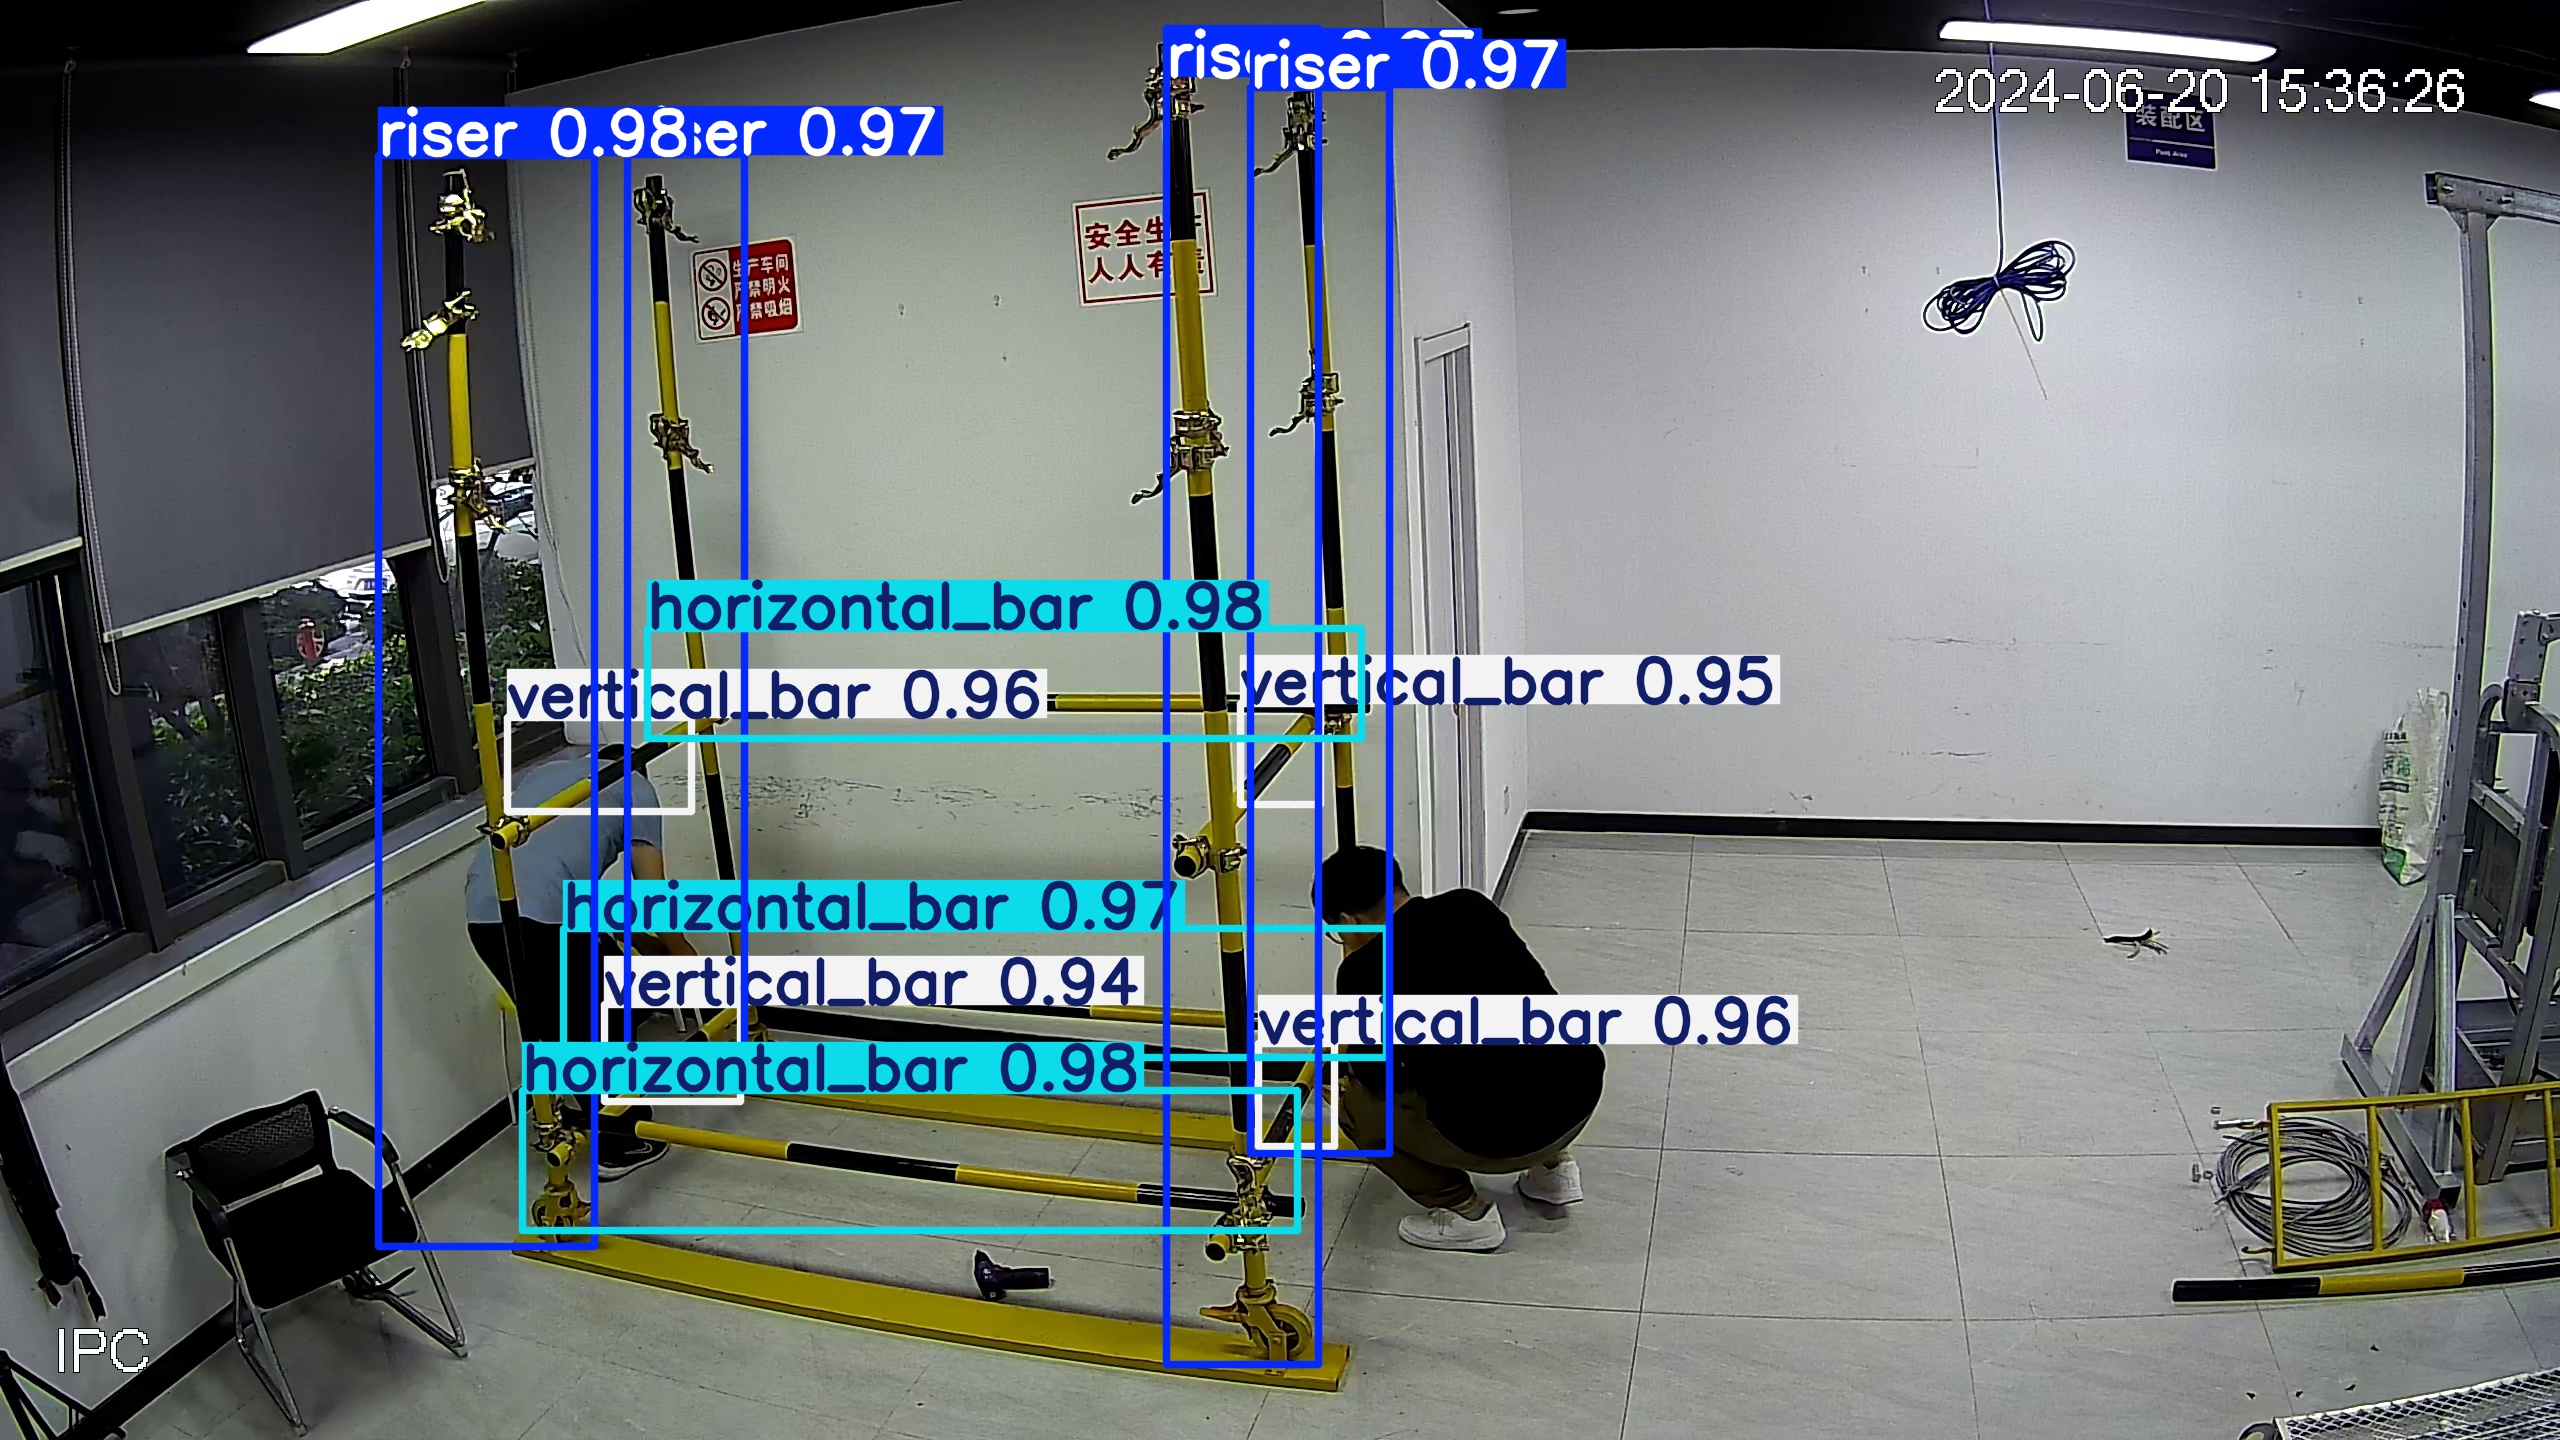 riser 0.97
2024-06-20 15:36:26
装配区
riser 0.98
ser 0.97
安全生产
人人有责
生产车间
严禁明火
严禁吸烟
horizontal_bar 0.98
vertical_bar 0.96
vertical_bar 0.95
horizontal_bar 0.97
vertical_bar 0.94
vertical_bar 0.96
horizontal_bar 0.98
IPC